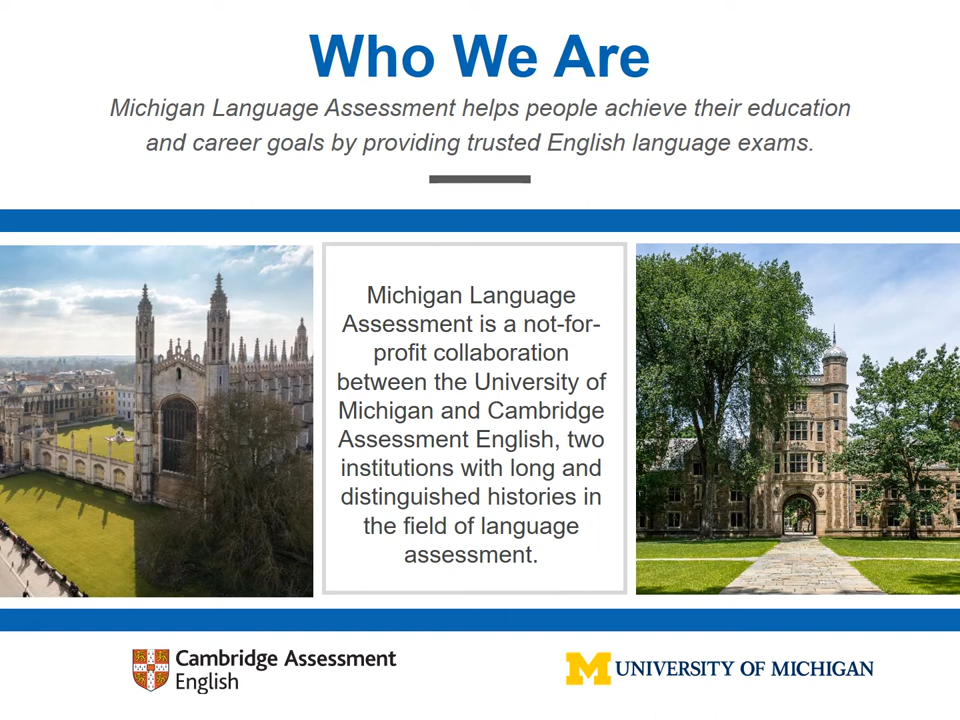 Who We Are
Michigan Language Assessment helps people achieve their education
and career goals by providing trusted English language exams.
Michigan Language
Assessment is a not-for-
profit collaboration
between the University of
Michigan and Cambridge
Assessment English, two
institutions with long and
distinguished histories in
the field of language
assessment.
Cambridge Assessment
English
M UNIVERSITY OF MICHIGAN